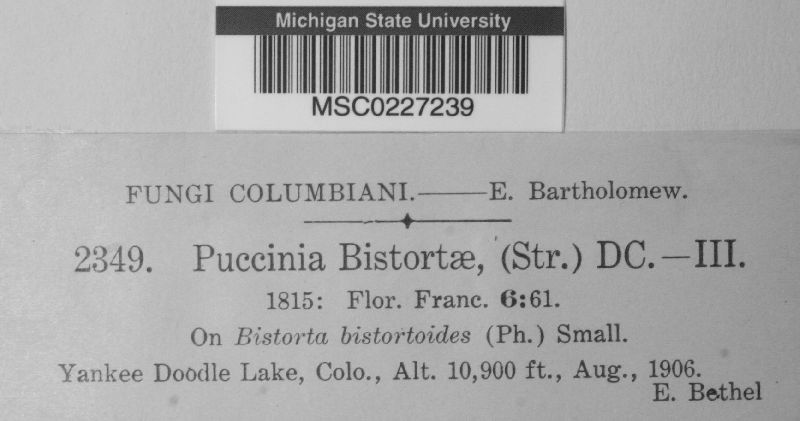 Michigan State University
MSC0227239
FUNGI COLUMBIANI.——E. Bartholomew.
2349. Puccinia Bistortæ, (Str.) DC.—III.
1815: Flor. Franc. 6:61.
On Bistorta bistortoides (Ph.) Small.
Yankee Doodle Lake, Colo., Alt. 10,900 ft., Aug., 1906.
E. Bethel